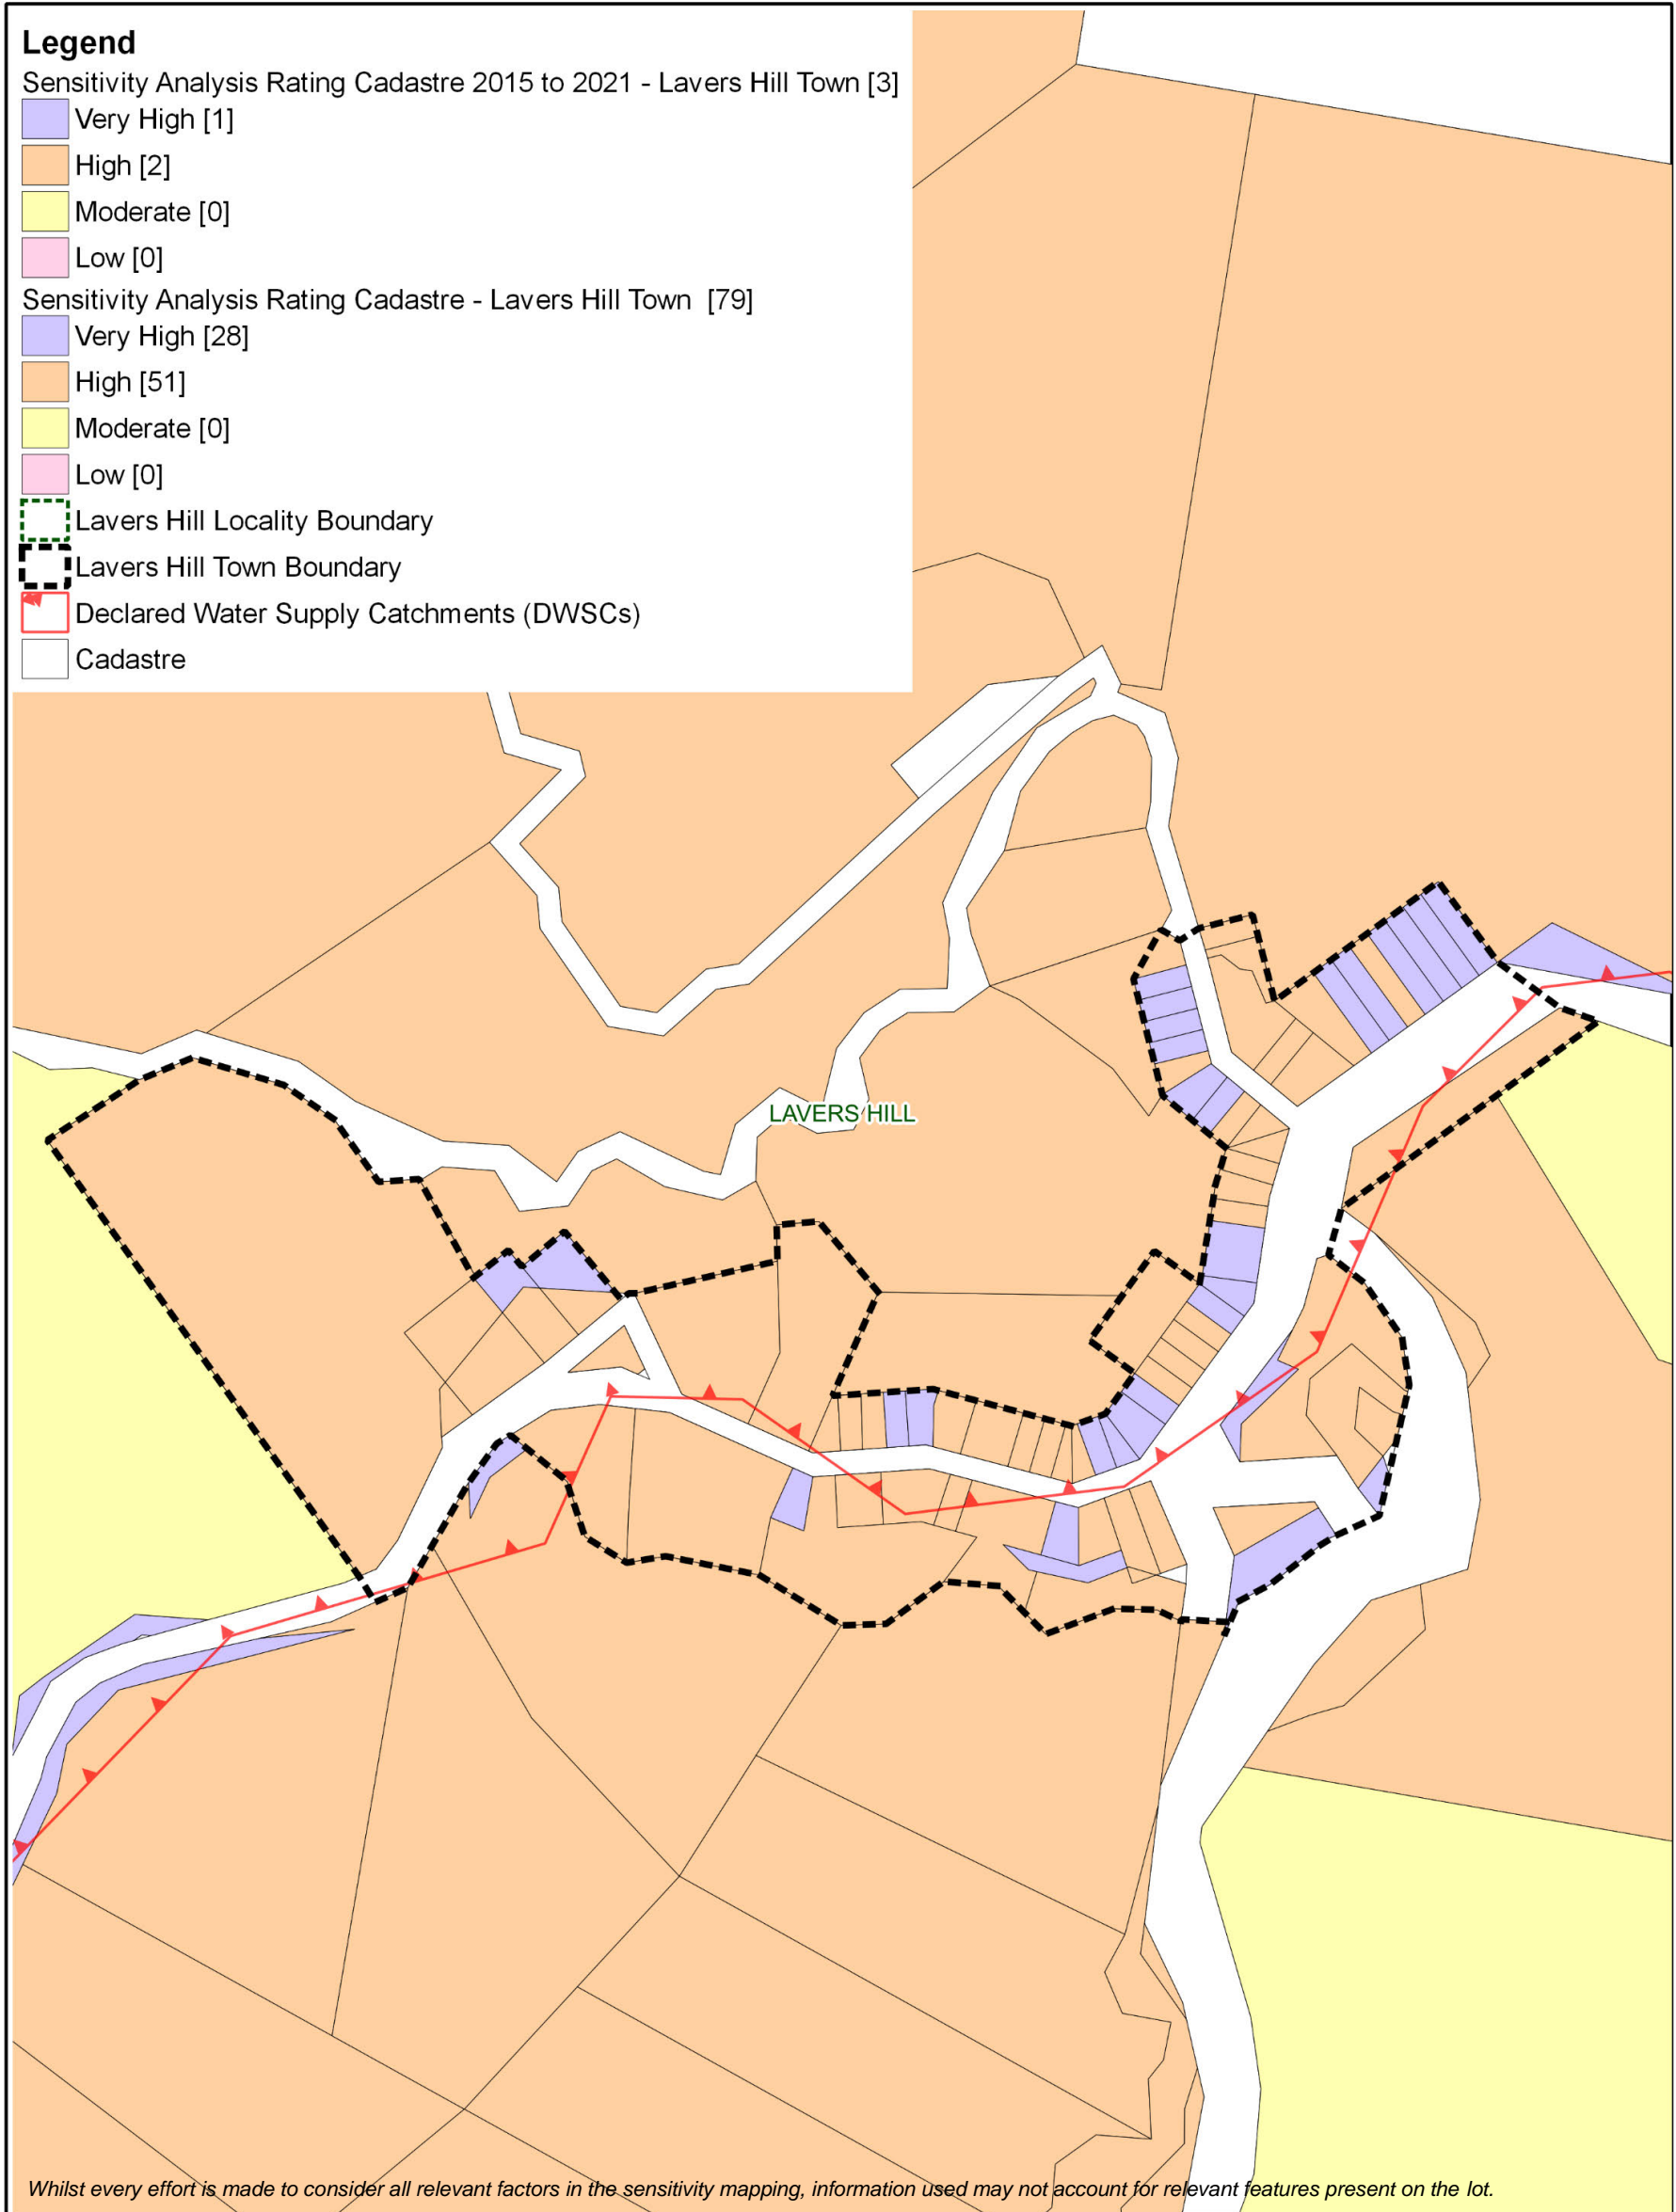 Legend
Sensitivity Analysis Rating Cadastre 2015 to 2021 - Lavers Hill Town [3]
Very High [1]
High [2]
Moderate [0]
Low [0]
Sensitivity Analysis Rating Cadastre - Lavers Hill Town [79]
Very High [28]
High [51]
Moderate [0]
Low [0]
Lavers Hill Locality Boundary
Lavers Hill Town Boundary
Declared Water Supply Catchments (DWSCs)
Cadastre
LAVERS HILL
Whilst every effort is made to consider all relevant factors in the sensitivity mapping, information used may not account for relevant features present on the lot.